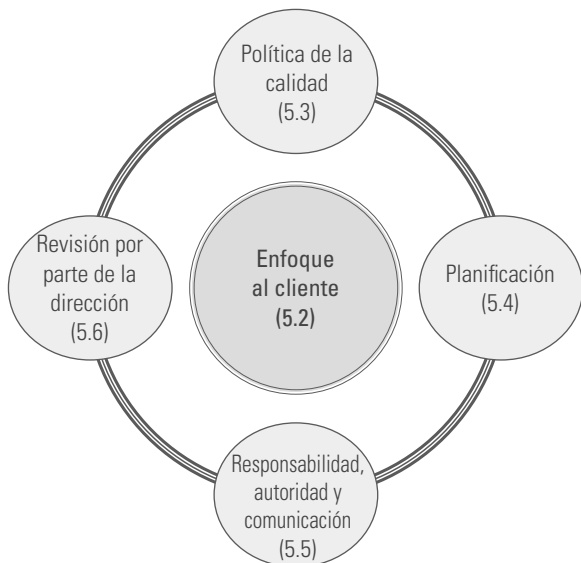 Política de la
calidad
(5.3)
Revisión por
parte de la
dirección
(5.6)
Enfoque
al cliente
(5.2)
Planificación
(5.4)
Responsabilidad,
autoridad y
comunicación
(5.5)